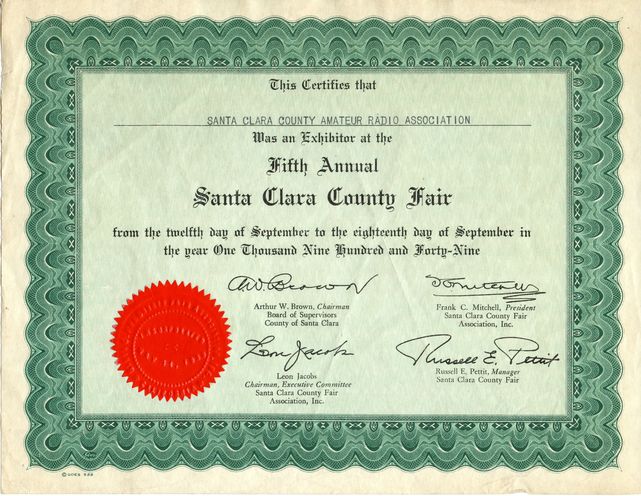 This Certifies that
SANTA CLARA COUNTY AMATEUR RADIO ASSOCIATION
Was an Exhibitor at the
Fifth Annual
Santa Clara County Fair
from the twelfth day of September to the eighteenth day of September in
the year One Thousand Nine Hundred and Forty-Nine
A.W. Brown
Arthur W. Brown, Chairman
Board of Supervisors
County of Santa Clara
Frank C. Mitchell, President
Santa Clara County Fair
Association, Inc.
Leon Jacobs
Leon Jacobs
Chairman, Executive Committee
Santa Clara County Fair
Association, Inc.
Russell E. Pettit
Russell E. Pettit, Manager
Santa Clara County Fair